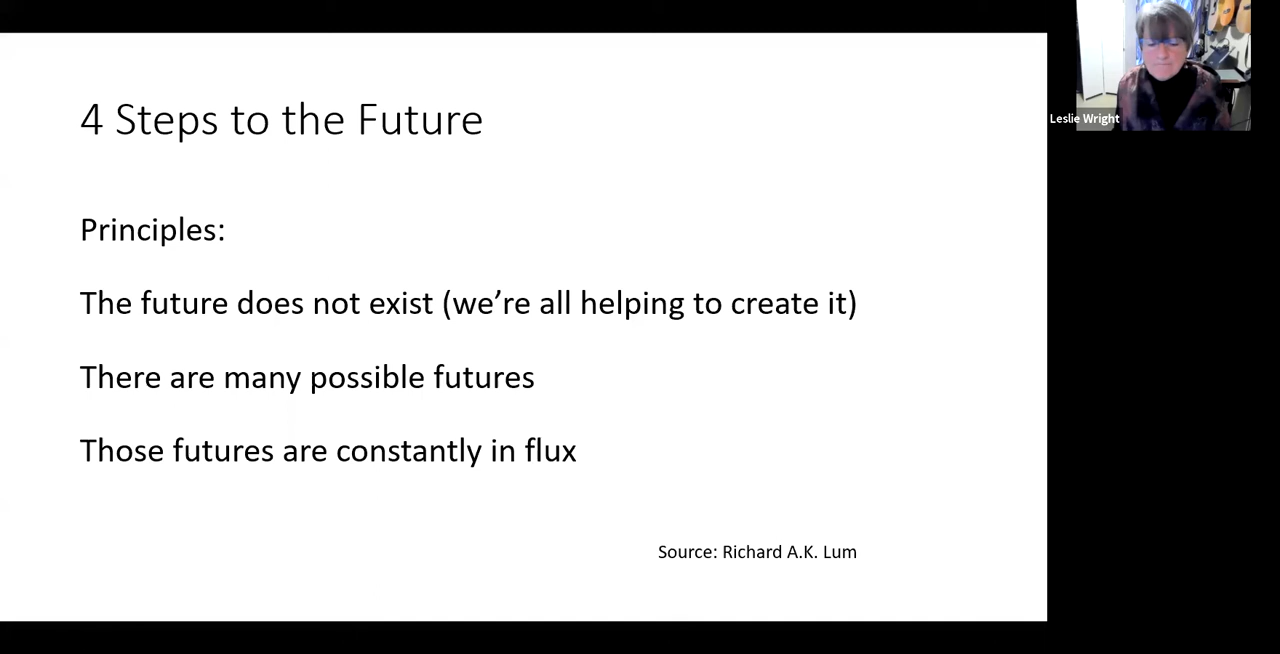 4 Steps to the Future
Principles:
The future does not exist (we’re all helping to create it)
There are many possible futures
Those futures are constantly in flux
Source: Richard A.K. Lum
Leslie Wright